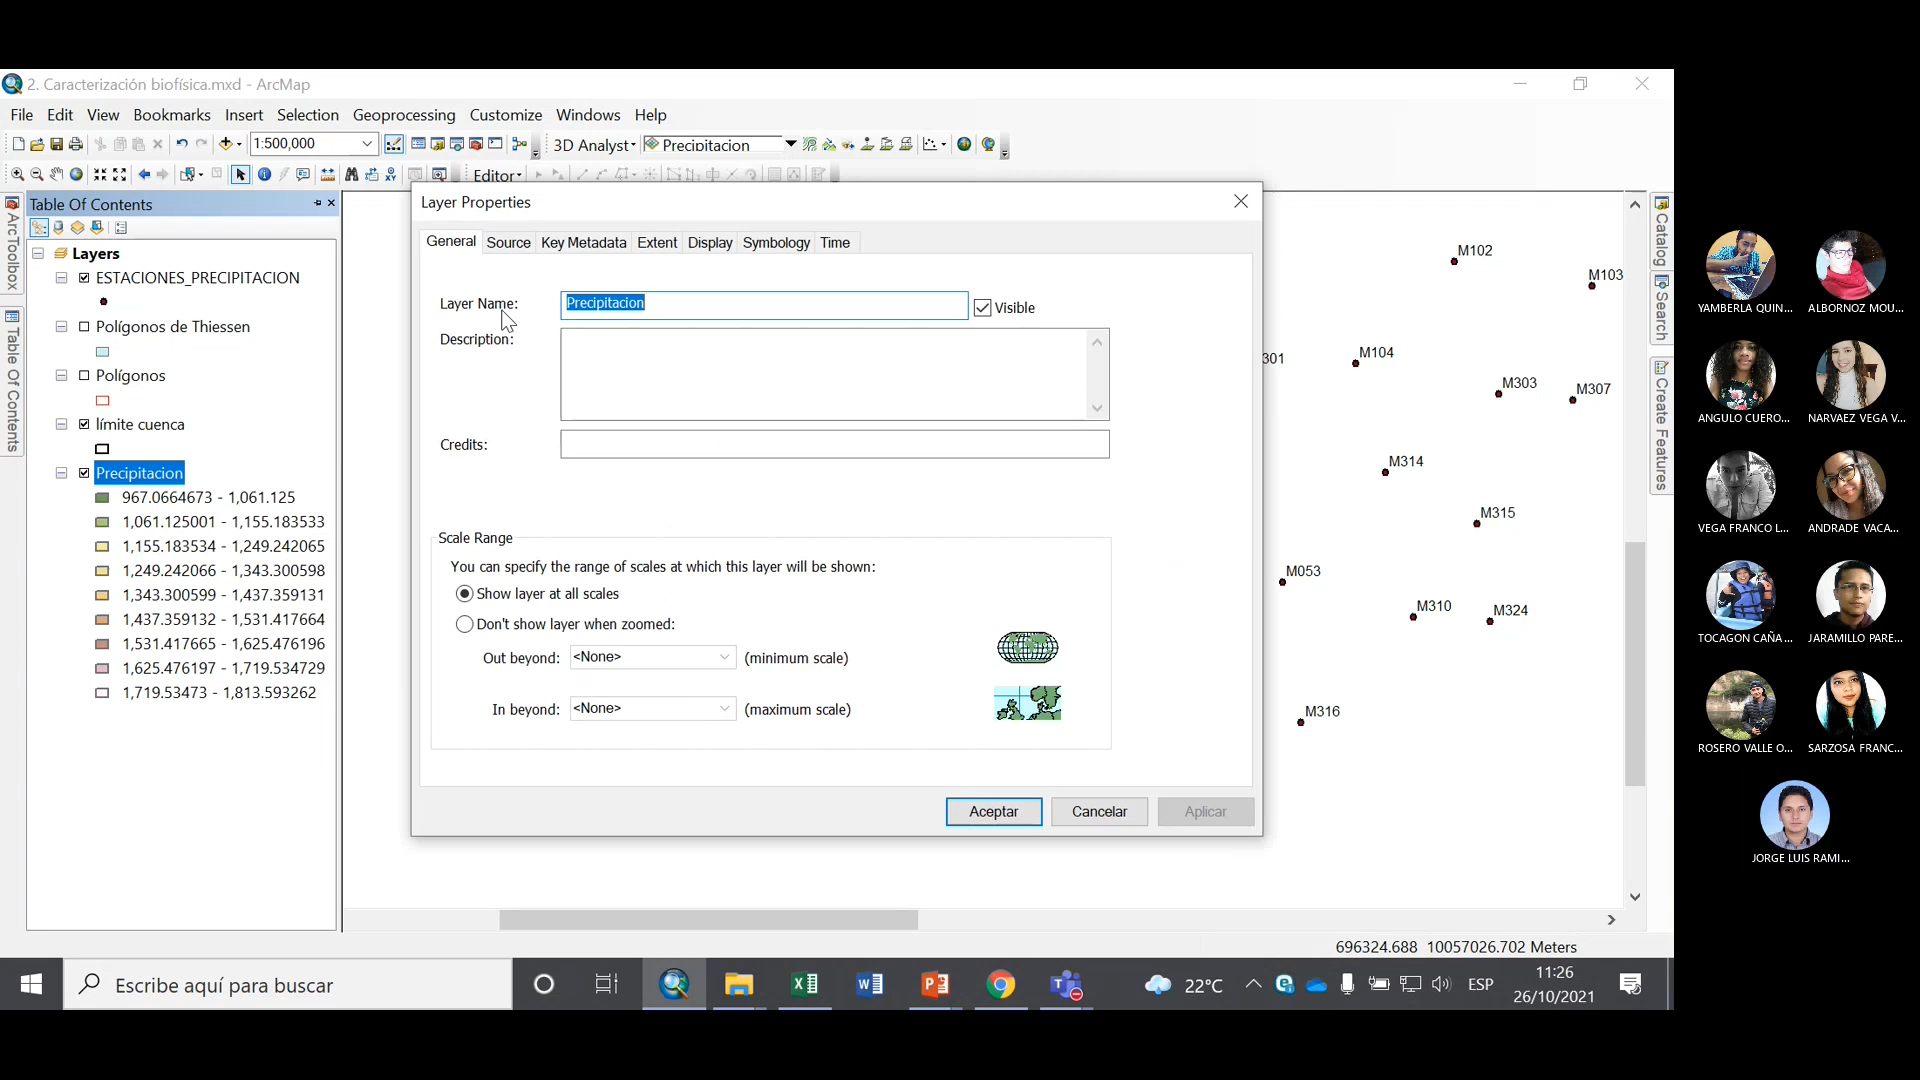 2. Caracterización biofísica.mxd - ArcMap
File Edit View Bookmarks Insert Selection Geoprocessing Customize Windows Help
1:500,000
3D Analyst
Precipitacion
Editor
ArcToolbox
Table Of Contents
Table Of Contents
Layers
ESTACIONES_PRECIPITACION
Polígonos de Thiessen
Polígonos
límite cuenca
Precipitacion
967.0664673 - 1,061.125
1,061.125001 - 1,155.183533
1,155.183534 - 1,249.242065
1,249.242066 - 1,343.300598
1,343.300599 - 1,437.359131
1,437.359132 - 1,531.417664
1,531.417665 - 1,625.476196
1,625.476197 - 1,719.534729
1,719.53473 - 1,813.593262
Layer Properties
General Source Key Metadata Extent Display Symbology Time
Layer Name: Precipitacion Visible
Description:
Credits:
Scale Range
You can specify the range of scales at which this layer will be shown:
Show layer at all scales
Don't show layer when zoomed:
Out beyond: <None> (minimum scale)
In beyond: <None> (maximum scale)
Aceptar Cancelar Aplicar
M102
M103
301
M104
M303
M307
M314
M315
M053
M310
M324
M316
Catalog
Search
Create Features
696324.688 10057026.702 Meters
Escribe aquí para buscar
22°C
ESP
11:26
26/10/2021
YAMBERLA QUIN... ALBORNOZ MOU...
ANGULO CUERO... NARVAEZ VEGA V...
VEGA FRANCO L... ANDRADE VACA...
TOCAGON CAÑA... JARAMILLO PARE...
ROSERO VALLE O... SARZOSA FRANC...
JORGE LUIS RAMI...